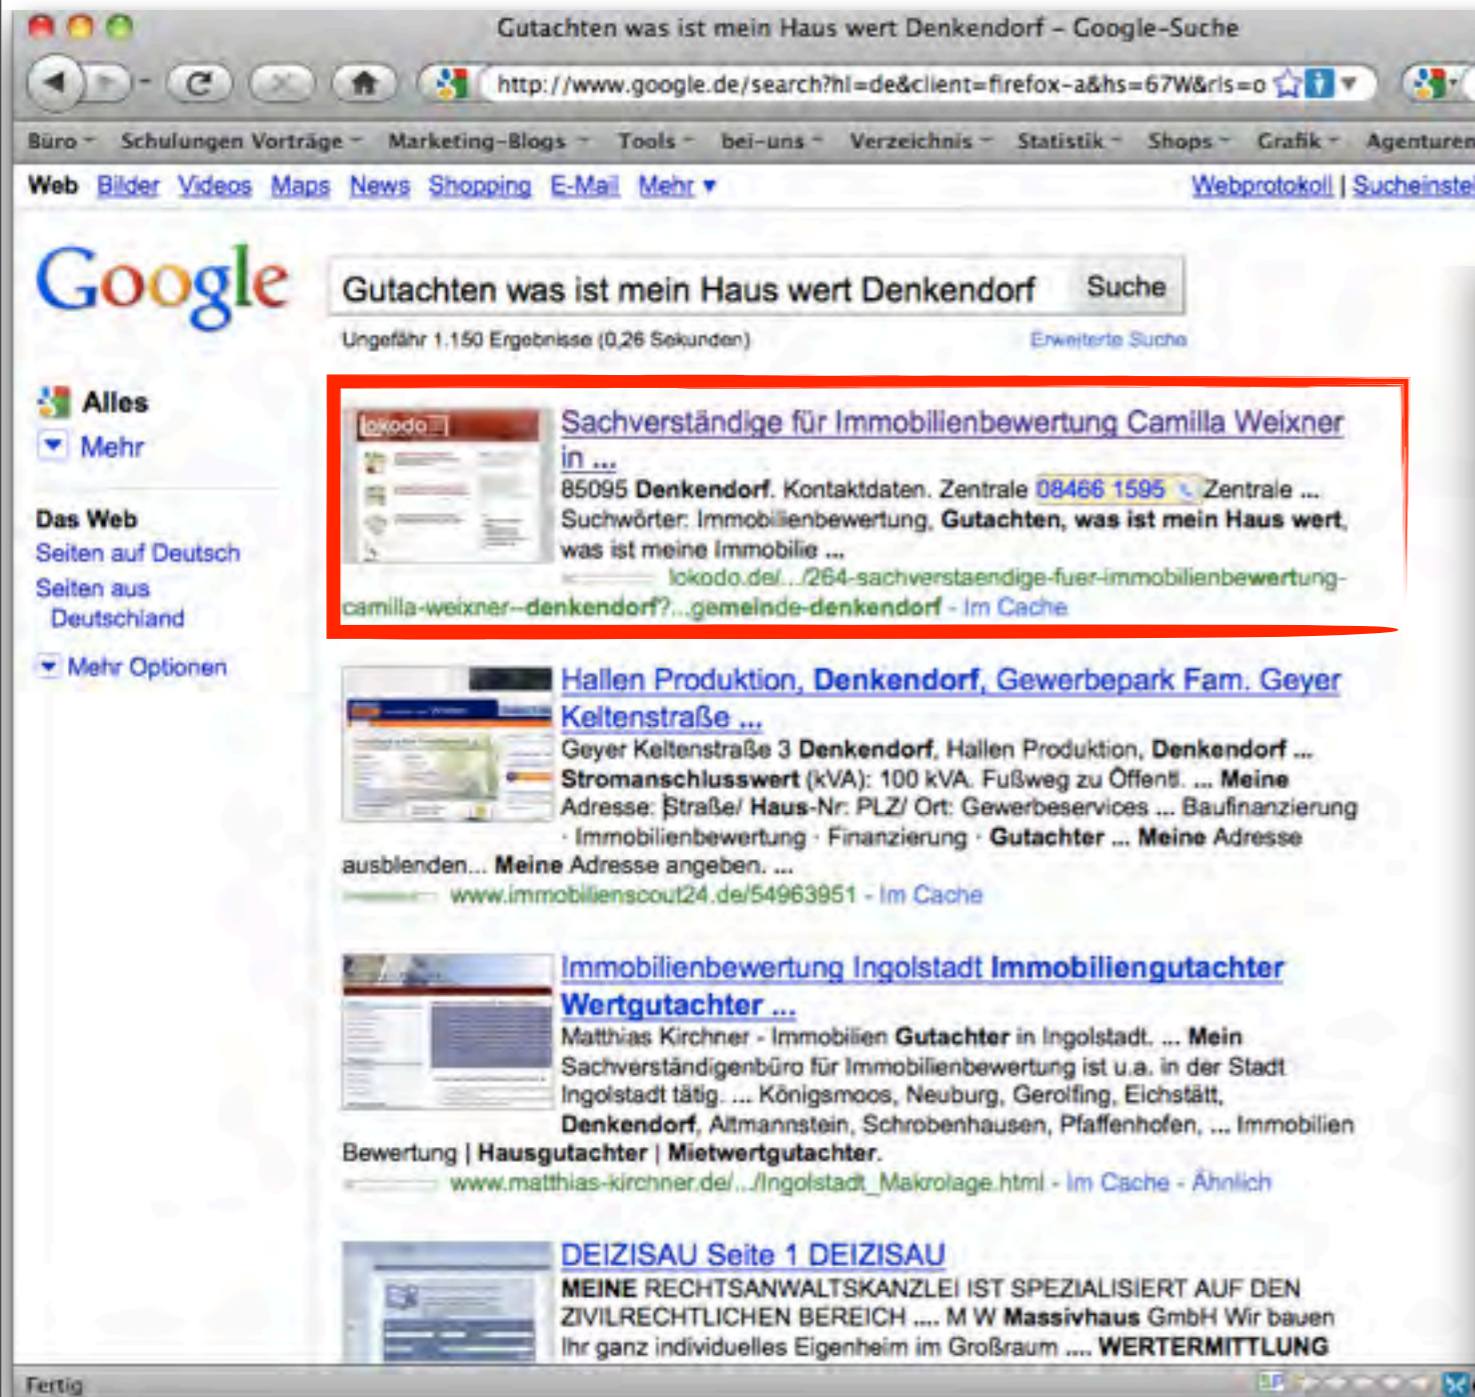 Gutachten was ist mein Haus wert Denkendorf – Google-Suche
http://www.google.de/search?hl=de&client=firefox-a&hs=67W&rls=o
Büro Schulungen Vorträge Marketing-Blogs Tools bei-uns Verzeichnis Statistik Shops Grafik Agenturen
Web Bilder Videos Maps News Shopping E-Mail Mehr ▼ Webprotokoll | Sucheinstel
Google
Gutachten was ist mein Haus wert Denkendorf Suche
Ungefähr 1.150 Ergebnisse (0,26 Sekunden) Erweiterte Suche
Alles
Mehr
Das Web
Seiten auf Deutsch
Seiten aus
Deutschland
Mehr Optionen
lokodo
Sachverständige für Immobilienbewertung Camilla Weixner
in ...
85095 Denkendorf. Kontaktdaten. Zentrale 08466 1595 Zentrale ...
Suchwörter: Immobilienbewertung, Gutachten, was ist mein Haus wert,
was ist meine Immobilie ...
lokodo.de/.../264-sachverstaendige-fuer-immobilienbewertung-
camilla-weixner--denkendorf?...gemeinde-denkendorf - Im Cache
Hallen Produktion, Denkendorf, Gewerbepark Fam. Geyer
Keltenstraße ...
Geyer Keltenstraße 3 Denkendorf, Hallen Produktion, Denkendorf ...
Stromanschlusswert (kVA): 100 kVA. Fußweg zu Öffentl. ... Meine
Adresse: Straße/ Haus-Nr: PLZ/ Ort: Gewerbeservices ... Baufinanzierung
· Immobilienbewertung · Finanzierung · Gutachter ... Meine Adresse
ausblenden... Meine Adresse angeben. ...
www.immobilienscout24.de/54963951 - Im Cache
Immobilienbewertung Ingolstadt Immobiliengutachter
Wertgutachter ...
Matthias Kirchner - Immobilien Gutachter in Ingolstadt. ... Mein
Sachverständigenbüro für Immobilienbewertung ist u.a. in der Stadt
Ingolstadt tätig. ... Königsmoos, Neuburg, Gerolfing, Eichstätt,
Denkendorf, Altmannstein, Schrobenhausen, Pfaffenhofen, ... Immobilien
Bewertung | Hausgutachter | Mietwertgutachter.
www.matthias-kirchner.de/.../Ingolstadt_Makrolage.html - Im Cache - Ähnlich
DEIZISAU Seite 1 DEIZISAU
MEINE RECHTSANWALTSKANZLEI IST SPEZIALISIERT AUF DEN
ZIVILRECHTLICHEN BEREICH .... M W Massivhaus GmbH Wir bauen
Ihr ganz individuelles Eigenheim im Großraum .... WERTERMITTLUNG
Fertig